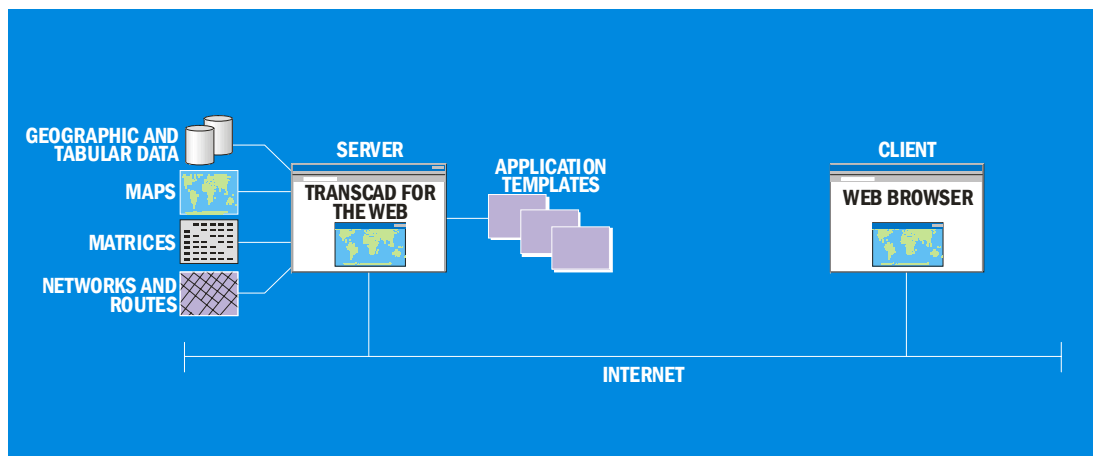 GEOGRAPHIC AND
TABULAR DATA
MAPS
MATRICES
NETWORKS AND
ROUTES
SERVER
TRANSCAD FOR
THE WEB
APPLICATION
TEMPLATES
CLIENT
WEB BROWSER
INTERNET